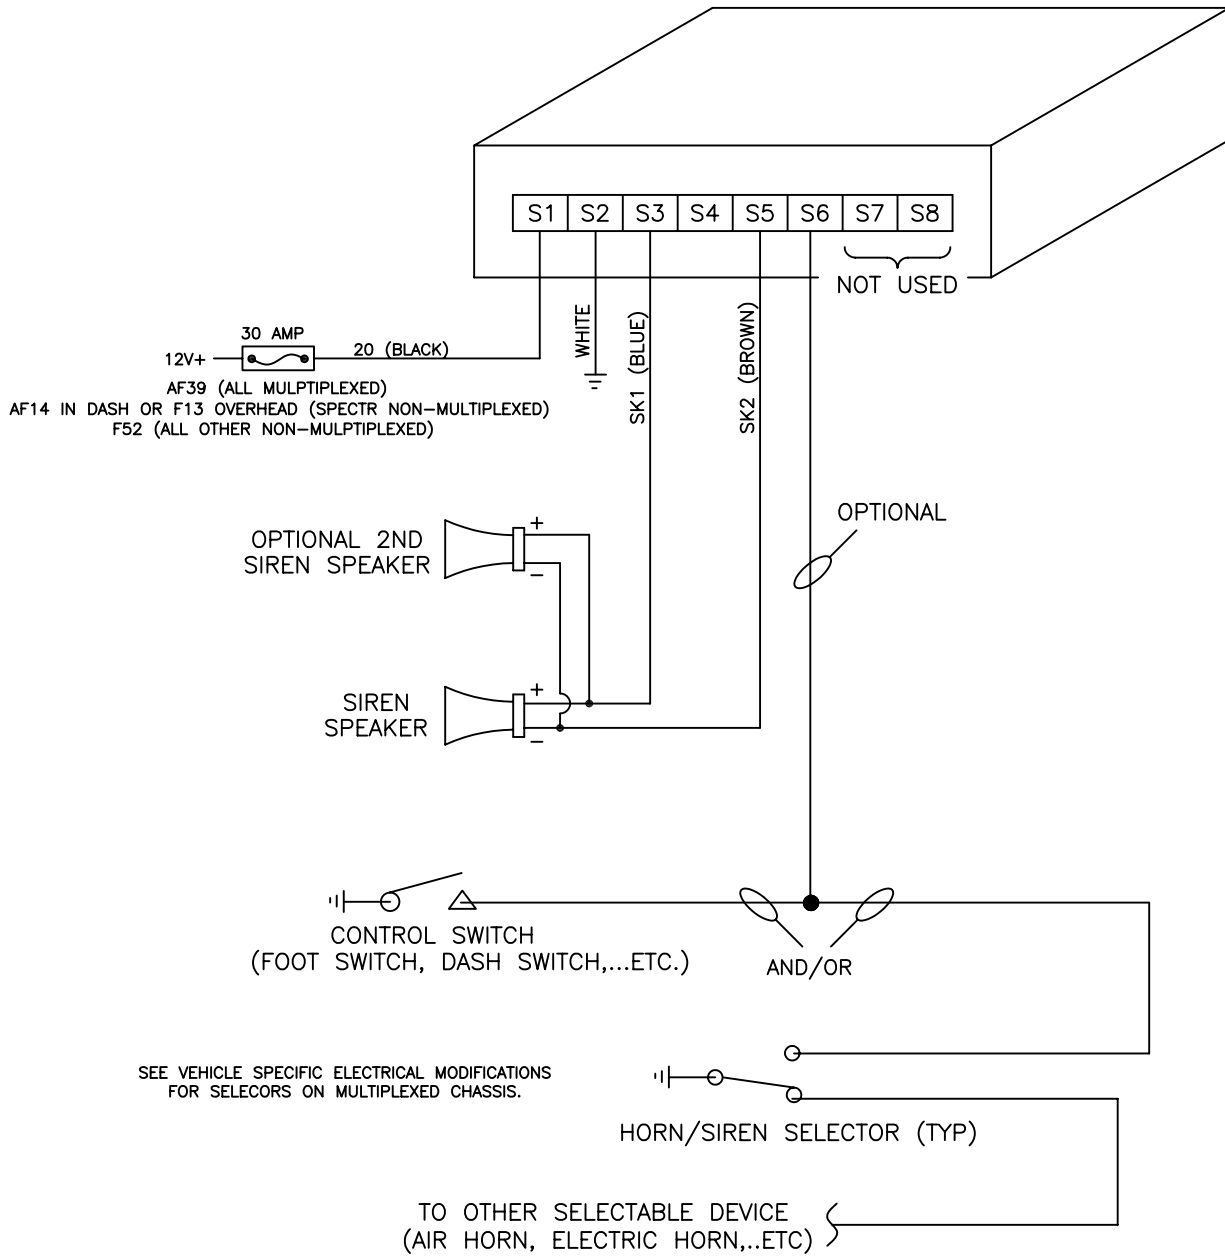 S1 S2 S3 S4 S5 S6 S7 S8
NOT USED
30 AMP
12V+
20 (BLACK)
WHITE
SK1 (BLUE)
SK2 (BROWN)
AF39 (ALL MULPTIPLEXED)
AF14 IN DASH OR F13 OVERHEAD (SPECTR NON-MULTIPLEXED)
F52 (ALL OTHER NON-MULPTIPLEXED)
OPTIONAL
OPTIONAL 2ND
SIREN SPEAKER
+
-
SIREN
SPEAKER
+
-
CONTROL SWITCH
(FOOT SWITCH, DASH SWITCH,...ETC.)
AND/OR
SEE VEHICLE SPECIFIC ELECTRICAL MODIFICATIONS
FOR SELECORS ON MULTIPLEXED CHASSIS.
HORN/SIREN SELECTOR (TYP)
TO OTHER SELECTABLE DEVICE
(AIR HORN, ELECTRIC HORN,..ETC)